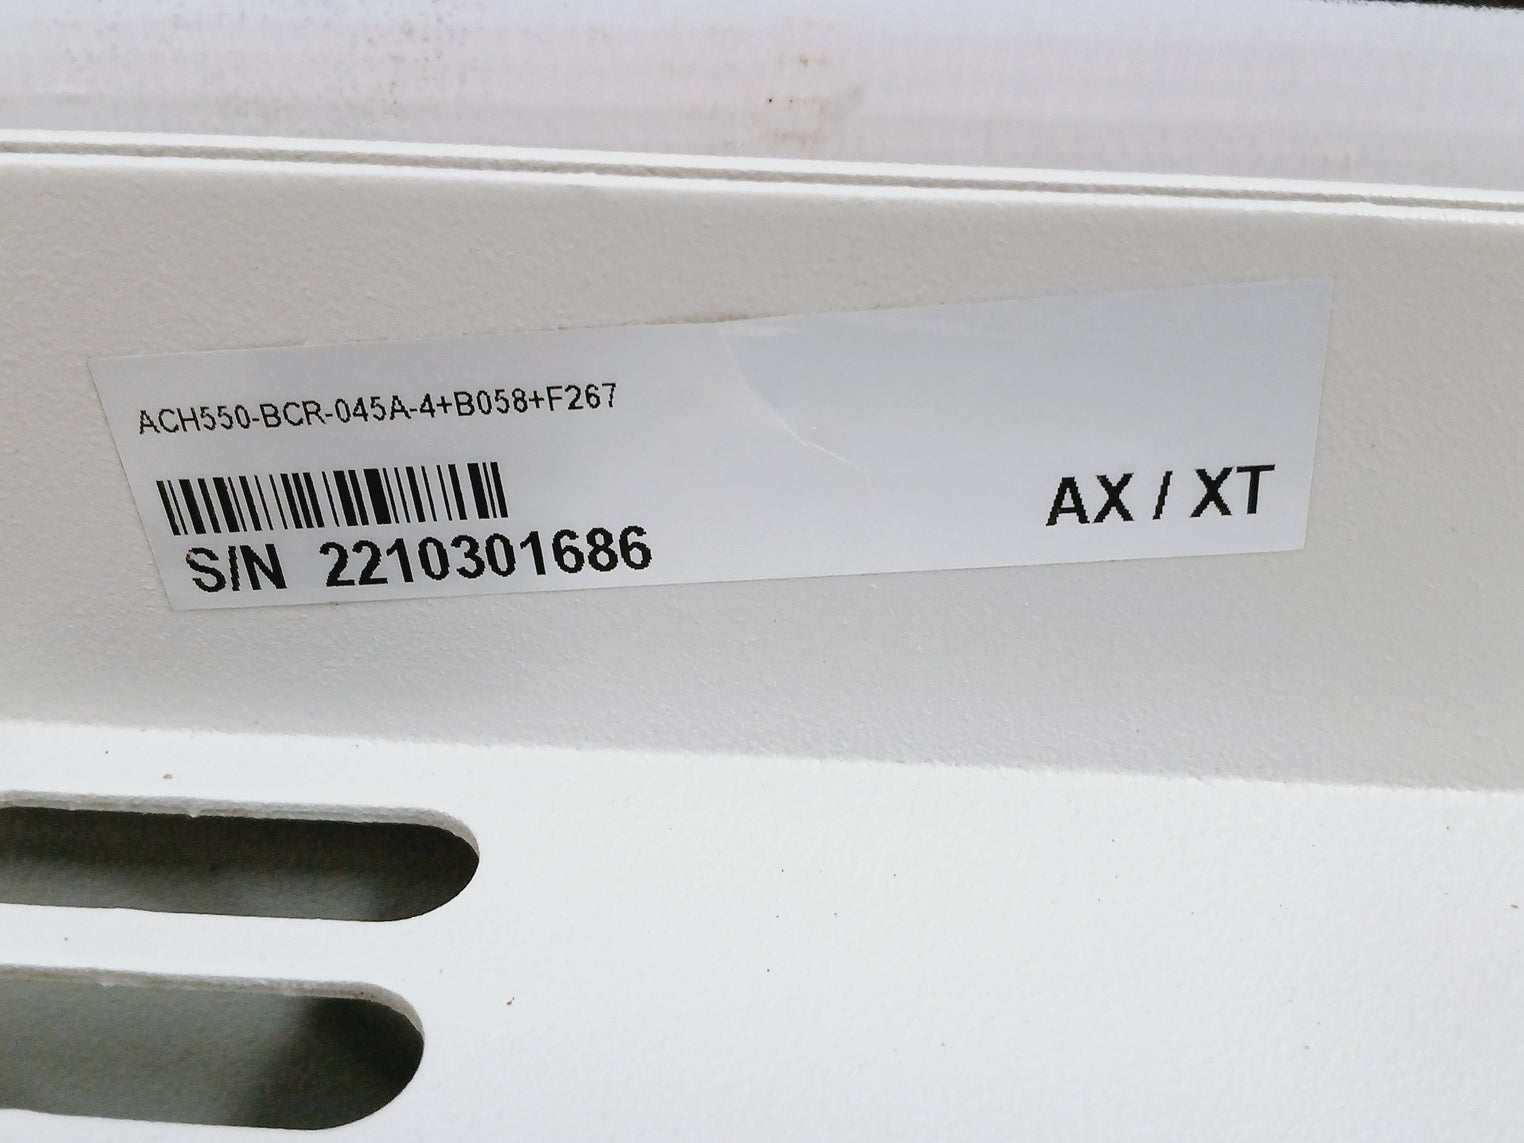 ACH550-BCR-045A-4+B058+F267
S/N 2210301686
AX / XT